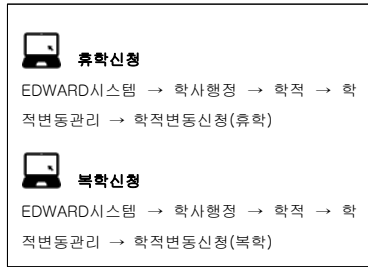 휴학신청
EDWARD시스템 → 학사행정 → 학적 → 학
적변동관리 → 학적변동신청(휴학)
복학신청
EDWARD시스템 → 학사행정 → 학적 → 학
적변동관리 → 학적변동신청(복학)